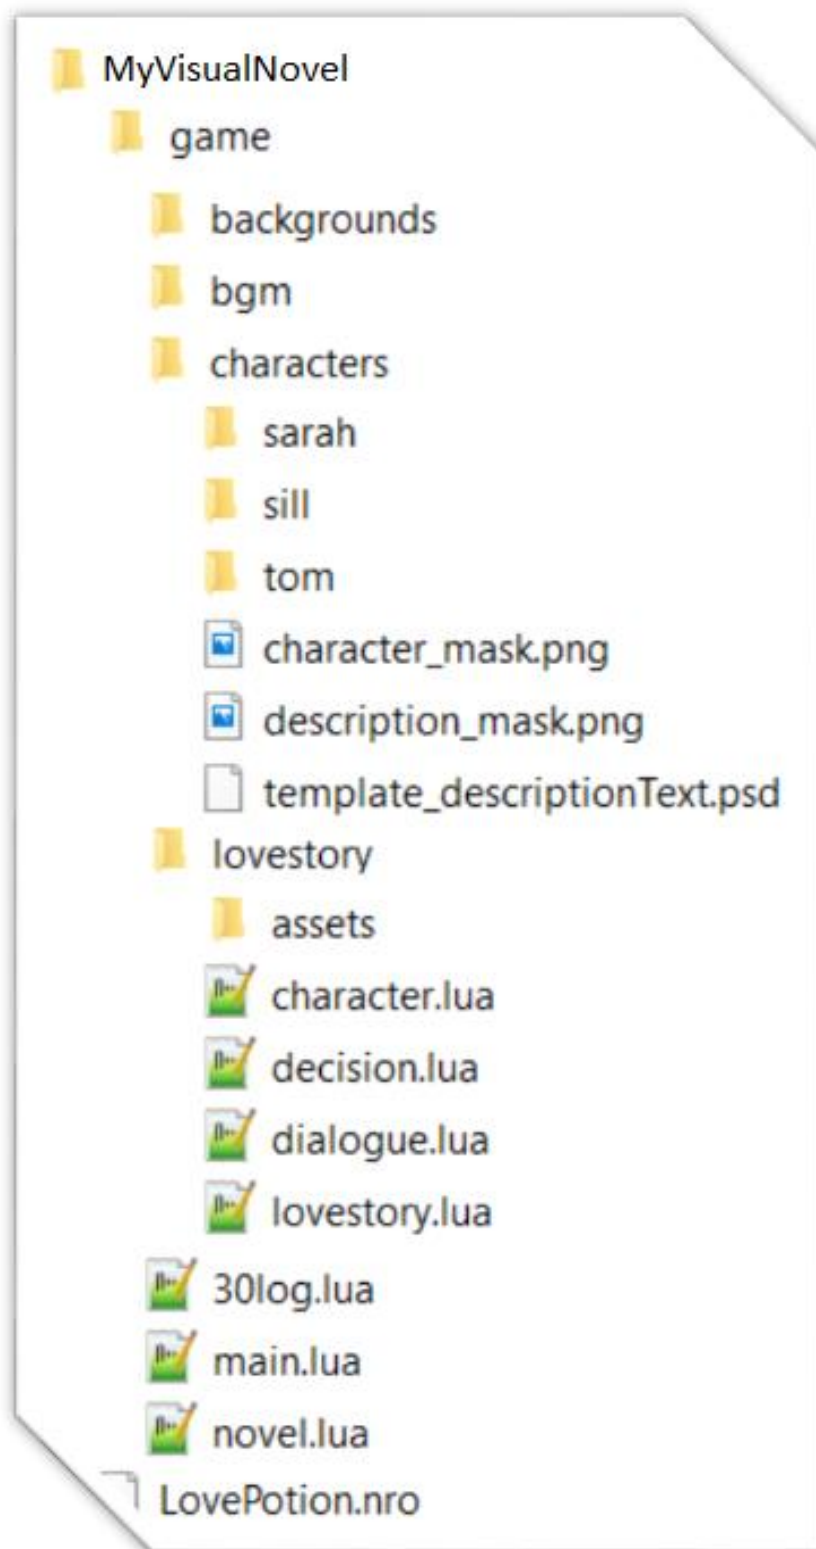 MyVisualNovel
game
backgrounds
bgm
characters
sarah
sill
tom
character_mask.png
description_mask.png
template_descriptionText.psd
lovestory
assets
character.lua
decision.lua
dialogue.lua
lovestory.lua
30log.lua
main.lua
novel.lua
LovePotion.nro